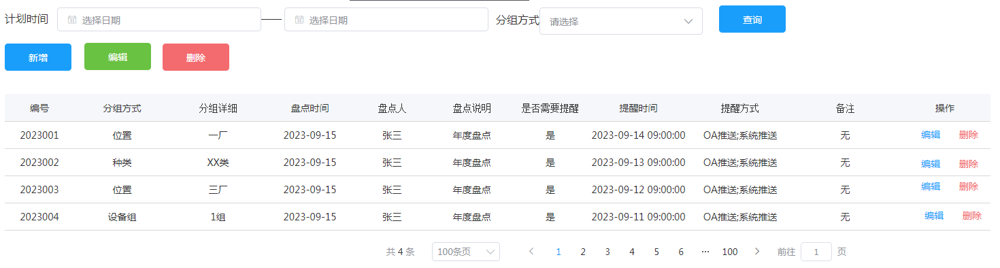 计划时间 选择日期 —— 选择日期 分组方式 请选择 查询
新增 编辑 删除
编号 分组方式 分组详细 盘点时间 盘点人 盘点说明 是否需要提醒 提醒时间 提醒方式 备注 操作
2023001 位置 一厂 2023-09-15 张三 年度盘点 是 2023-09-14 09:00:00 OA推送;系统推送 无 编辑 删除
2023002 种类 XX类 2023-09-15 张三 年度盘点 是 2023-09-13 09:00:00 OA推送;系统推送 无 编辑 删除
2023003 位置 三厂 2023-09-15 张三 年度盘点 是 2023-09-12 09:00:00 OA推送;系统推送 无 编辑 删除
2023004 设备组 1组 2023-09-15 张三 年度盘点 是 2023-09-11 09:00:00 OA推送;系统推送 无 编辑 删除
共 4 条 100条页 1 2 3 4 5 6 ··· 100 前往 1 页